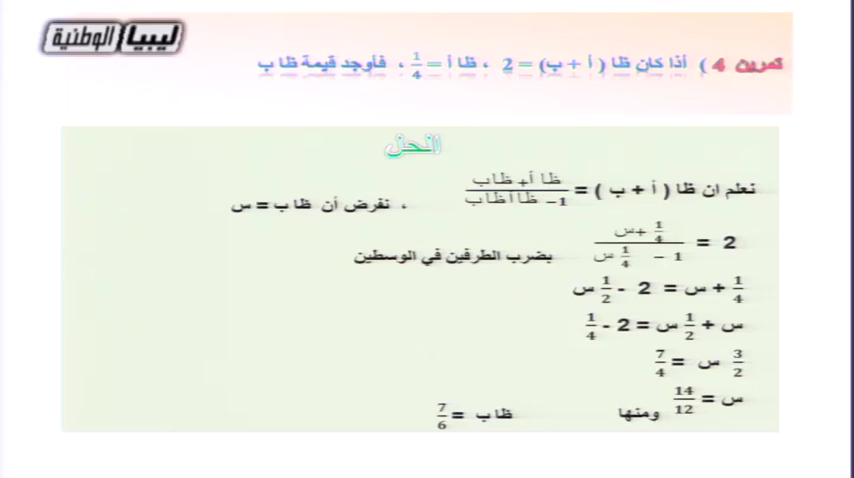 ليبيا الوطنية
تمرين 4 ) أذا كان ظا ( أ + ب) = 2 ، ظا أ = 1/4 ، فأوجد قيمة ظا ب
الحل
نعلم ان ظا ( أ + ب ) = (ظا أ+ ظا ب)/(1- ظا أ ظا ب) ، نفرض أن ظا ب = س
2 = (1/4 + س)/(1 - 1/4 س) بضرب الطرفين في الوسطين
1/4 + س = 2 - 1/2 س
س + 1/2 س = 2 - 1/4
3/2 س = 7/4
س = 14/12 ومنها ظا ب = 7/6